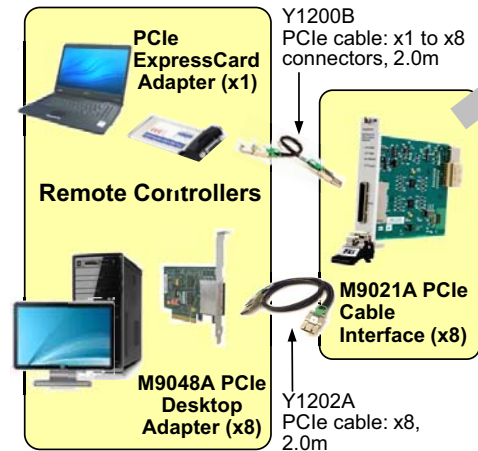 Y1200B
PCIe cable: x1 to x8
connectors, 2.0m
PCIe
ExpressCard
Adapter (x1)
Remote Controllers
M9021A PCIe
Cable
Interface (x8)
M9048A PCIe
Desktop
Adapter (x8)
Y1202A
PCIe cable: x8,
2.0m